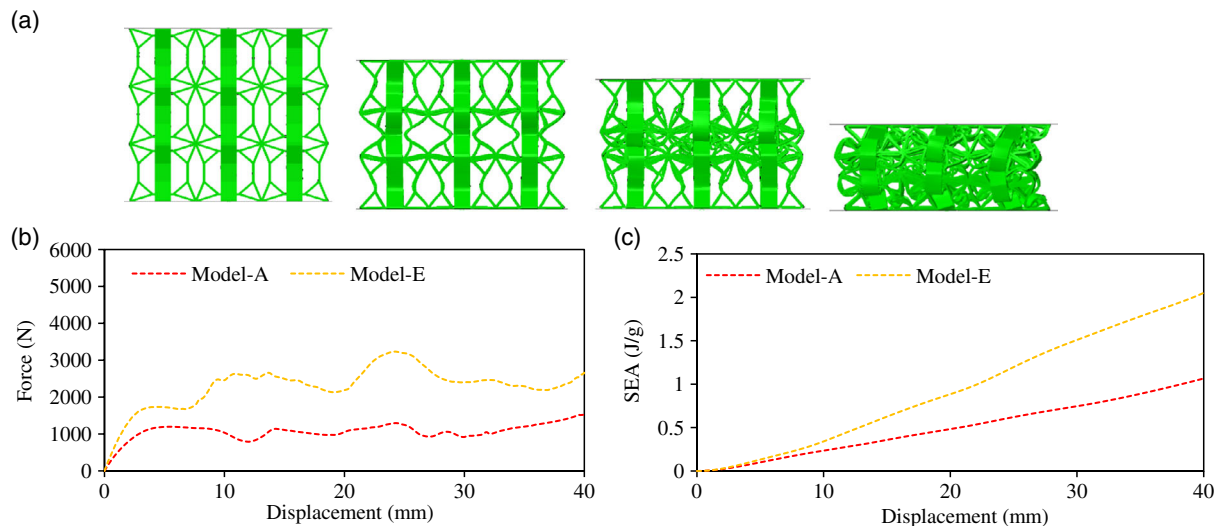 (a)
(b)
(c)
6000
5000
4000
3000
2000
1000
0
Force (N)
Model-A
Model-E
0
10
20
30
40
Displacement (mm)
2.5
2
1.5
1
0.5
0
SEA (J/g)
Model-A
Model-E
0
10
20
30
40
Displacement (mm)